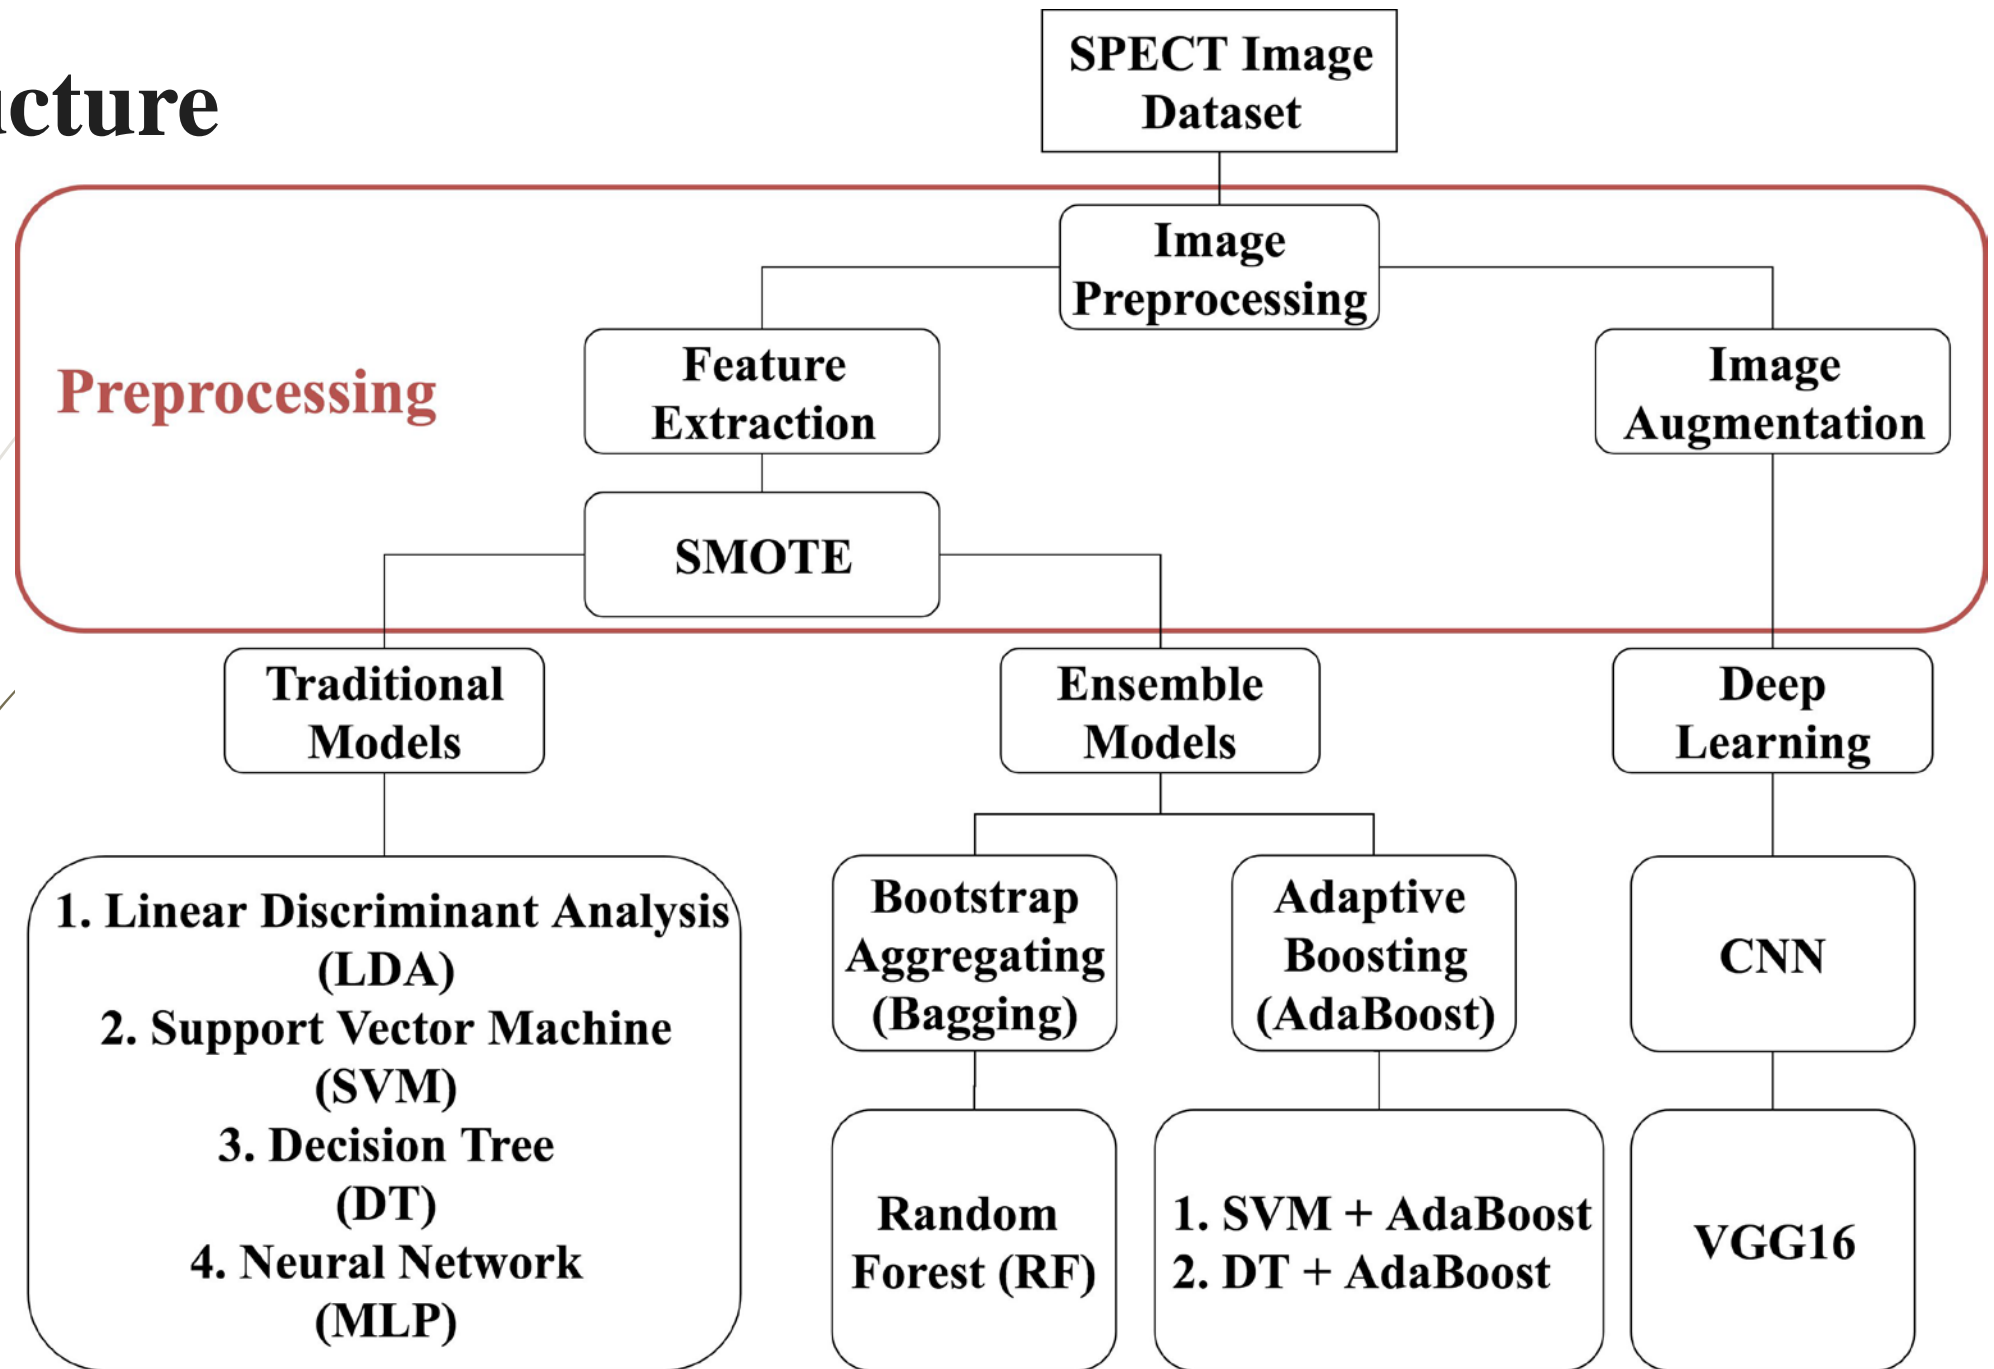 SPECT Image
Dataset
ucture
Image
Preprocessing
Preprocessing
Feature
Extraction
Image
Augmentation
SMOTE
Traditional
Models
Ensemble
Models
Deep
Learning
1. Linear Discriminant Analysis
(LDA)
2. Support Vector Machine
(SVM)
3. Decision Tree
(DT)
4. Neural Network
(MLP)
Bootstrap
Aggregating
(Bagging)
Adaptive
Boosting
(AdaBoost)
CNN
Random
Forest (RF)
1. SVM + AdaBoost
2. DT + AdaBoost
VGG16